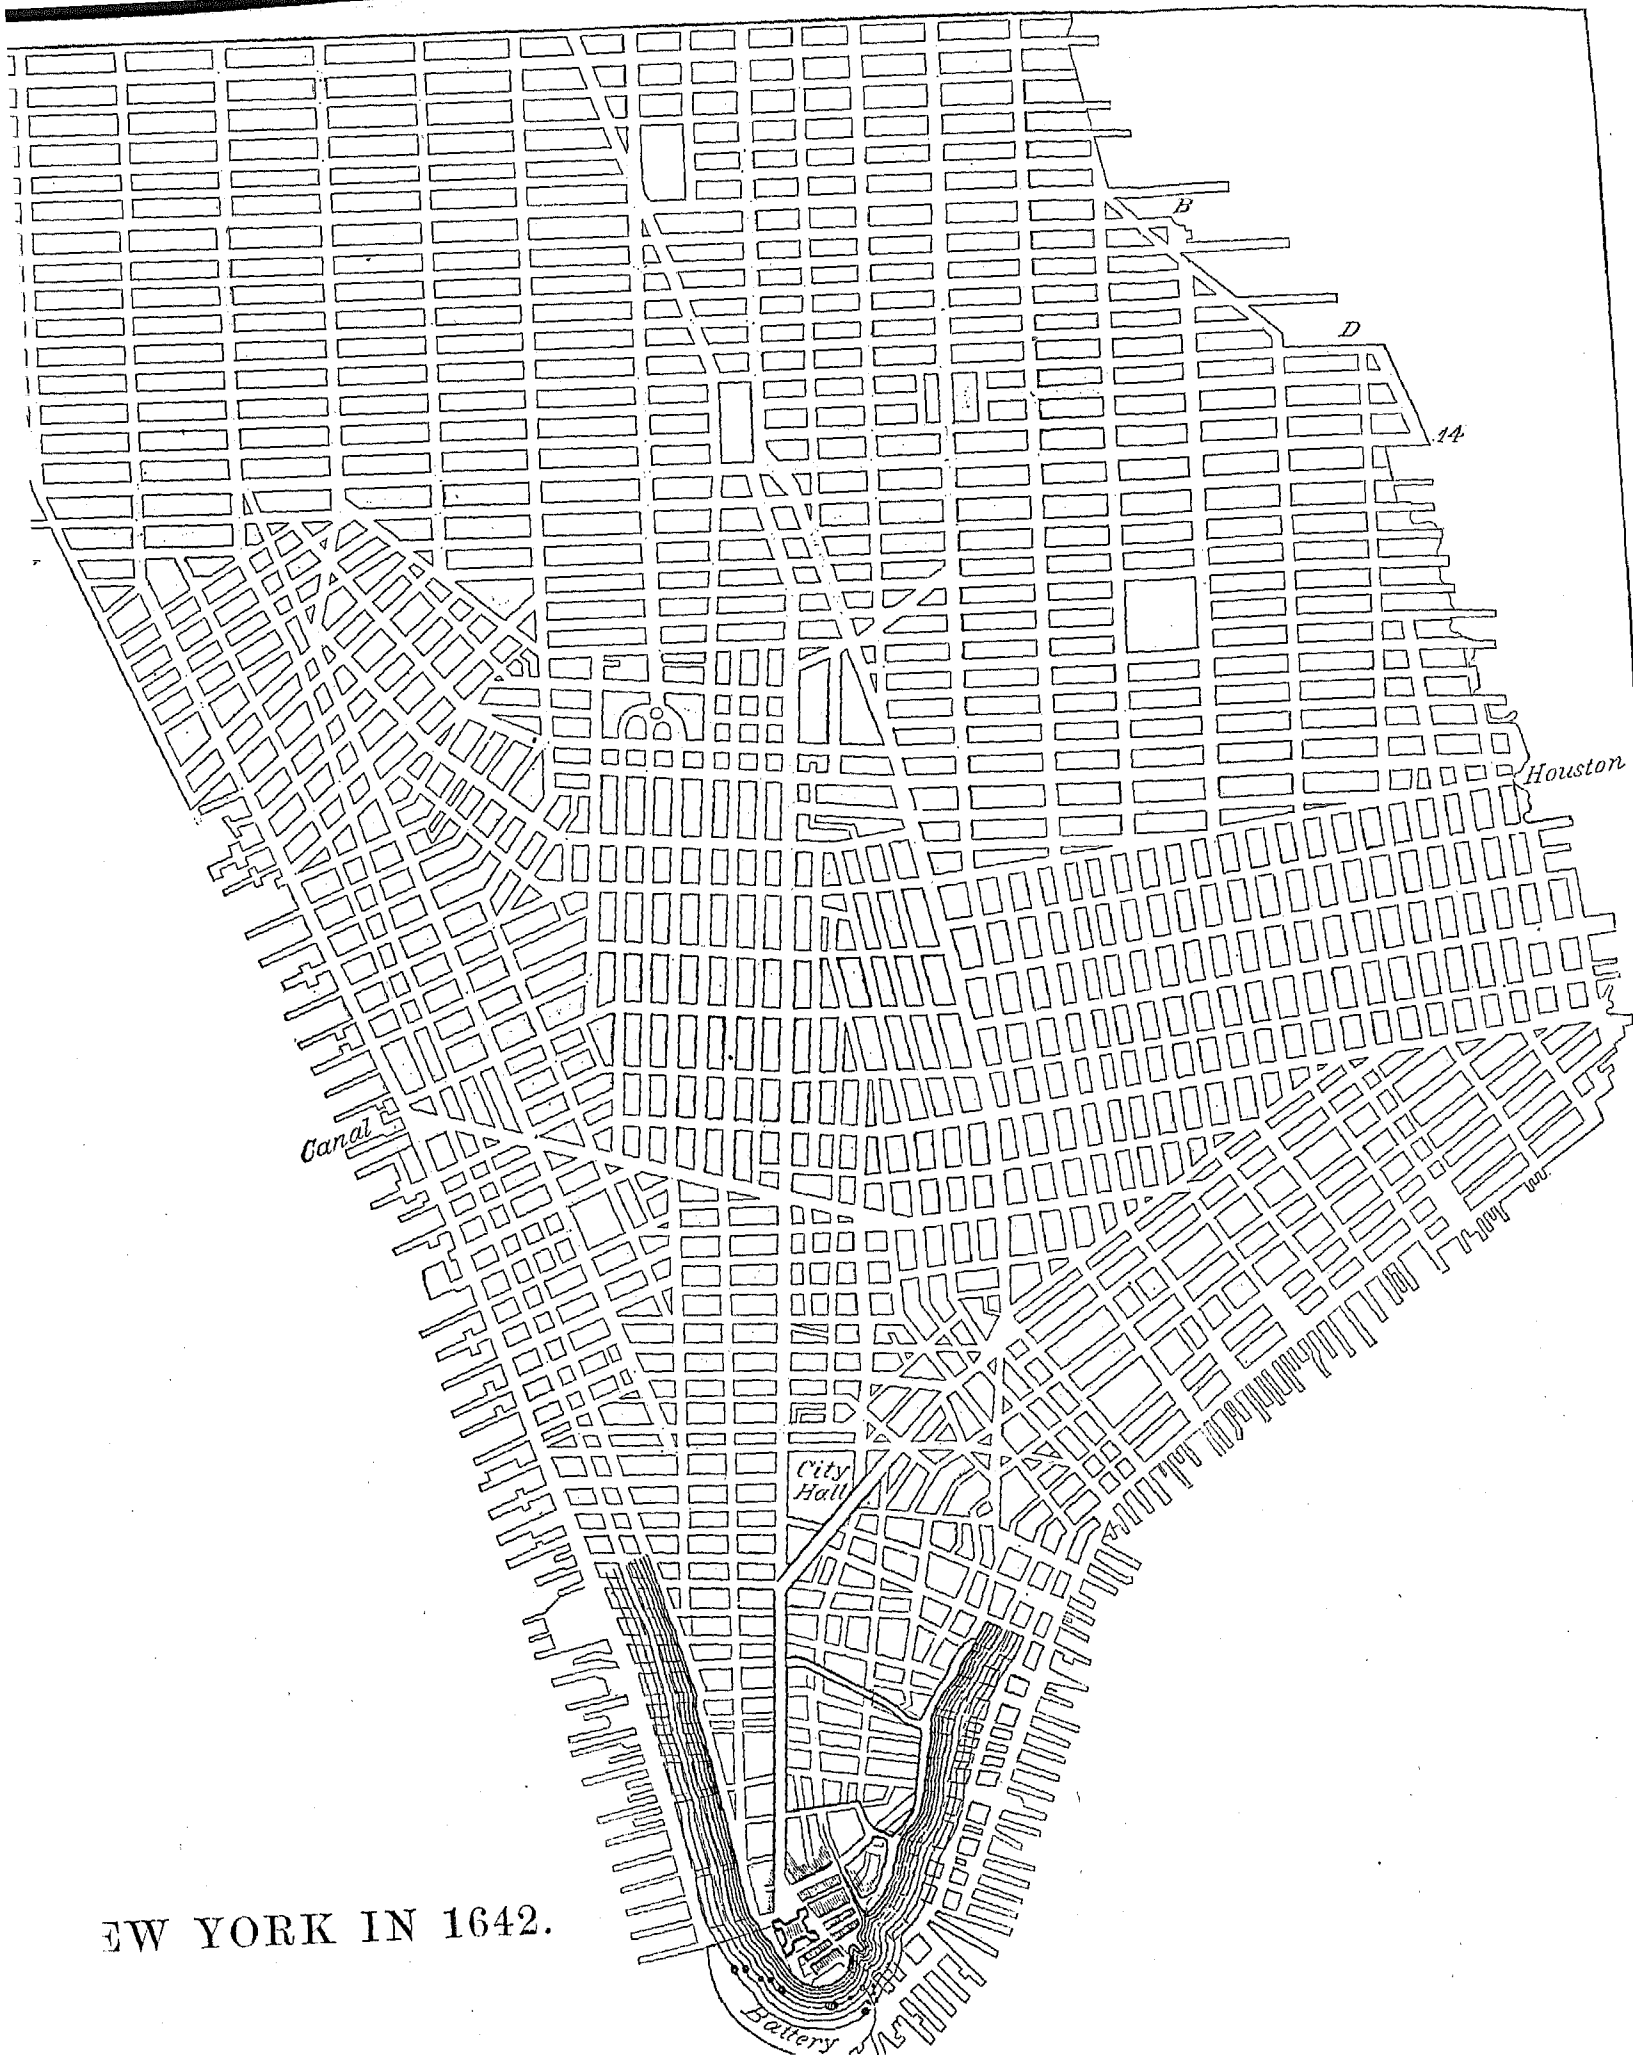 B
D
14
Houston
Canal
City
Hall
EW YORK IN 1642.
Battery